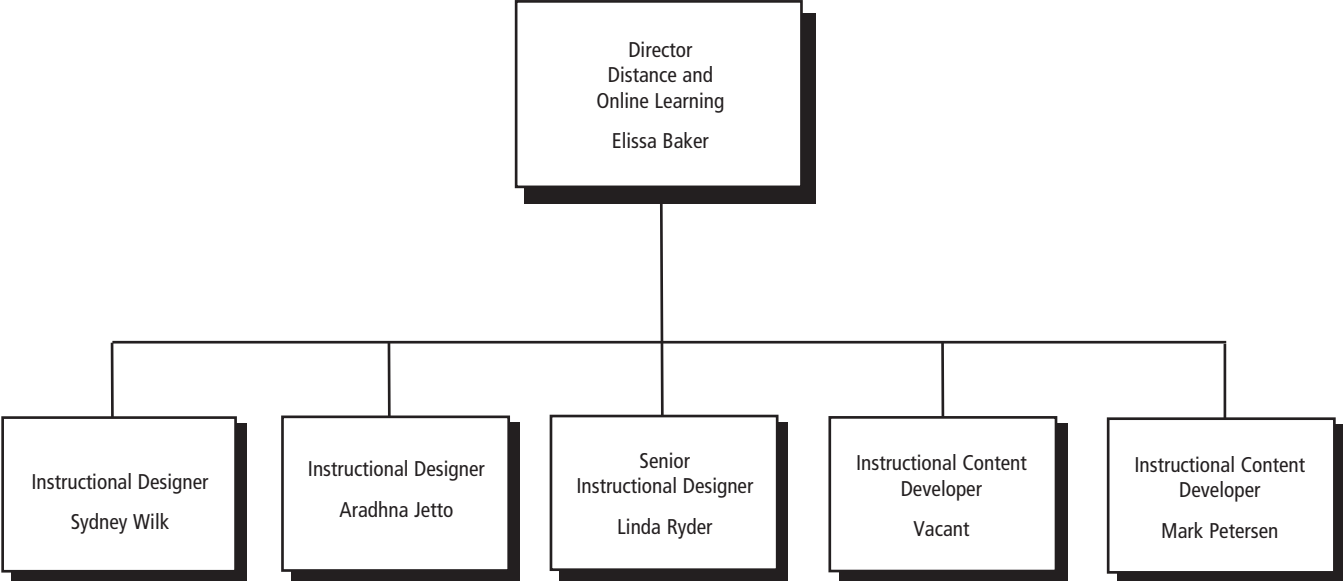 Director
Distance and
Online Learning
Elissa Baker
Instructional Designer
Sydney Wilk
Instructional Designer
Aradhna Jetto
Senior
Instructional Designer
Linda Ryder
Instructional Content
Developer
Vacant
Instructional Content
Developer
Mark Petersen